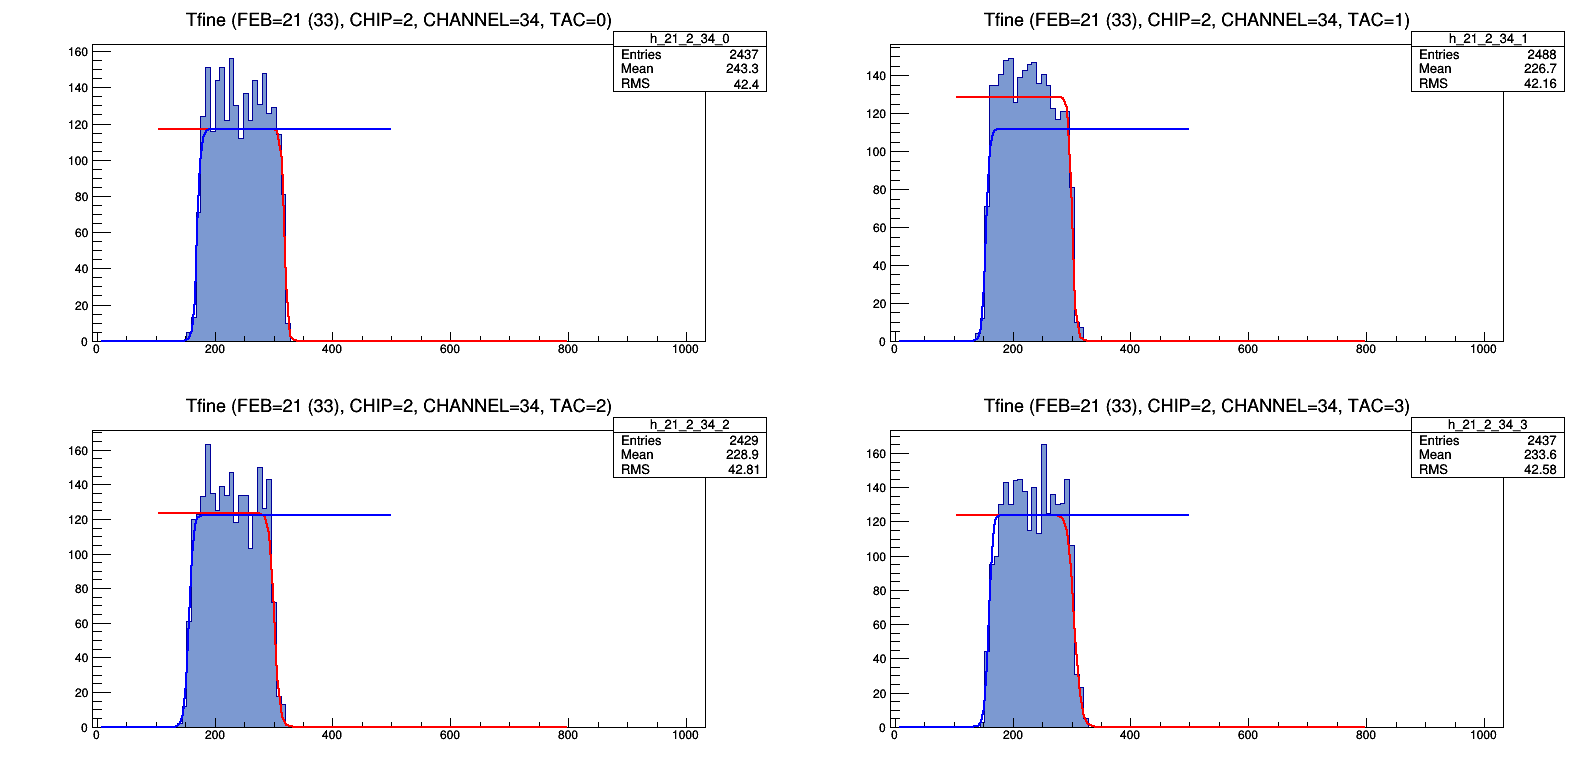 Tfine (FEB=21 (33), CHIP=2, CHANNEL=34, TAC=0)
h_21_2_34_0
Entries 2437
Mean 243.3
RMS 42.4
160
140
120
100
80
60
40
20
0
0 200 400 600 800 1000
Tfine (FEB=21 (33), CHIP=2, CHANNEL=34, TAC=1)
h_21_2_34_1
Entries 2488
Mean 226.7
RMS 42.16
140
120
100
80
60
40
20
0
0 200 400 600 800 1000
Tfine (FEB=21 (33), CHIP=2, CHANNEL=34, TAC=2)
h_21_2_34_2
Entries 2429
Mean 228.9
RMS 42.81
160
140
120
100
80
60
40
20
0
0 200 400 600 800 1000
Tfine (FEB=21 (33), CHIP=2, CHANNEL=34, TAC=3)
h_21_2_34_3
Entries 2437
Mean 233.6
RMS 42.58
160
140
120
100
80
60
40
20
0
0 200 400 600 800 1000